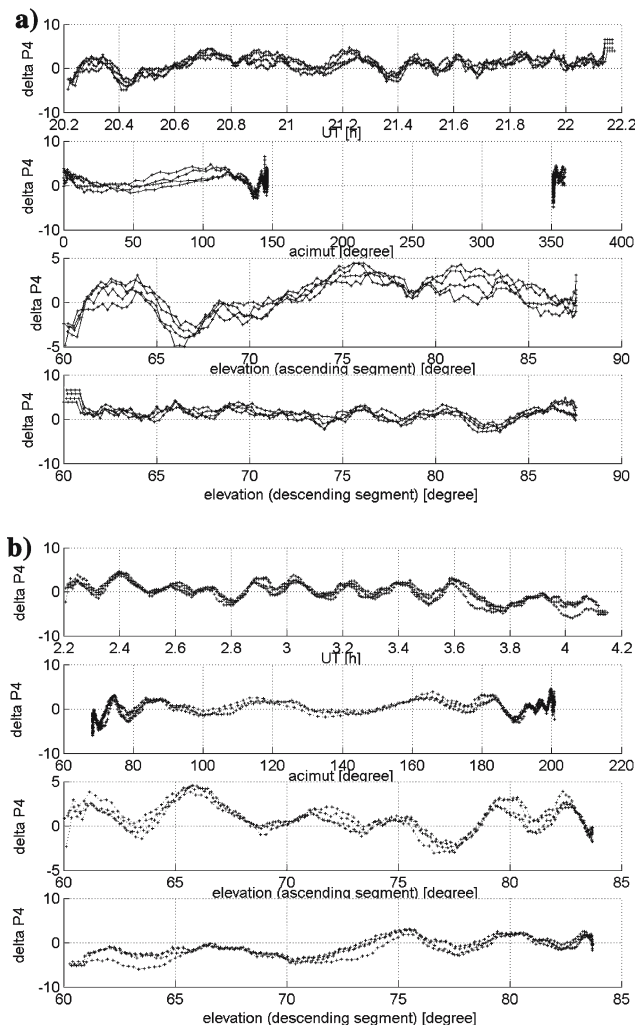 a)
10
0
-10
delta P4
20.2 20.4 20.6 20.8 20.9 21 21.2 21.4 21.6 21.8 22 22.2
UT [h]
10
0
-10
delta P4
0 50 100 150 200 250 300 350 400
acimut [degree]
5
0
-5
delta P4
60 65 70 75 80 85 90
elevation (ascending segment) [degree]
10
0
-10
delta P4
60 65 70 75 80 85 90
elevation (descending segment) [degree]
b)
10
0
-10
delta P4
2.2 2.4 2.6 2.8 3 3.2 3.4 3.6 3.8 4 4.2
UT [h]
10
0
-10
delta P4
60 80 100 120 140 160 180 200 220
acimut [degree]
5
0
-5
delta P4
60 65 70 75 80 85
elevation (ascending segment) [degree]
10
0
-10
delta P4
60 65 70 75 80 85
elevation (descending segment) [degree]